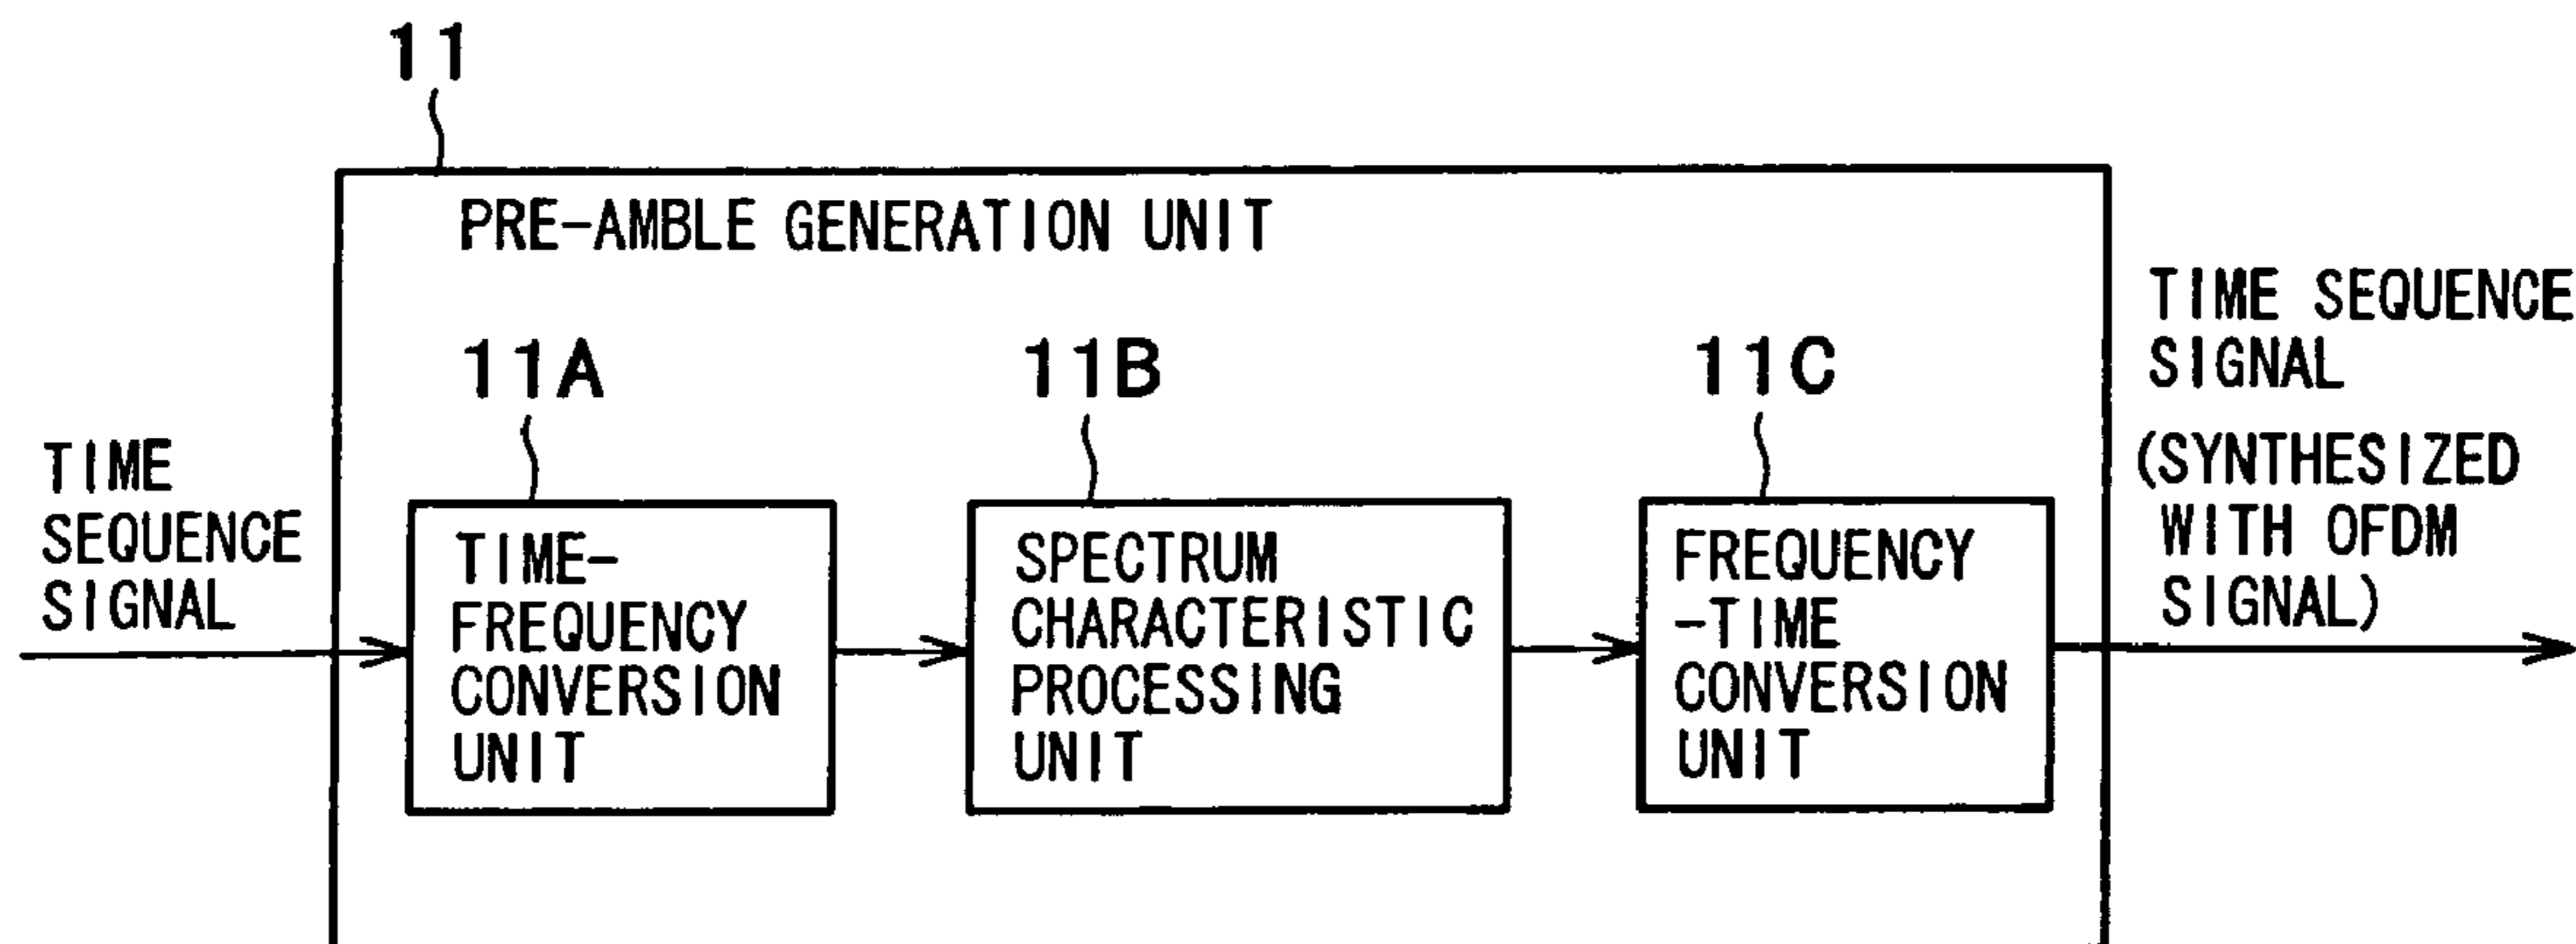 11
PRE-AMBLE GENERATION UNIT
TIME SEQUENCE
SIGNAL
(SYNTHESIZED
WITH OFDM
SIGNAL)
11A
11B
11C
TIME
SEQUENCE
SIGNAL
TIME-
FREQUENCY
CONVERSION
UNIT
SPECTRUM
CHARACTERISTIC
PROCESSING
UNIT
FREQUENCY
-TIME
CONVERSION
UNIT